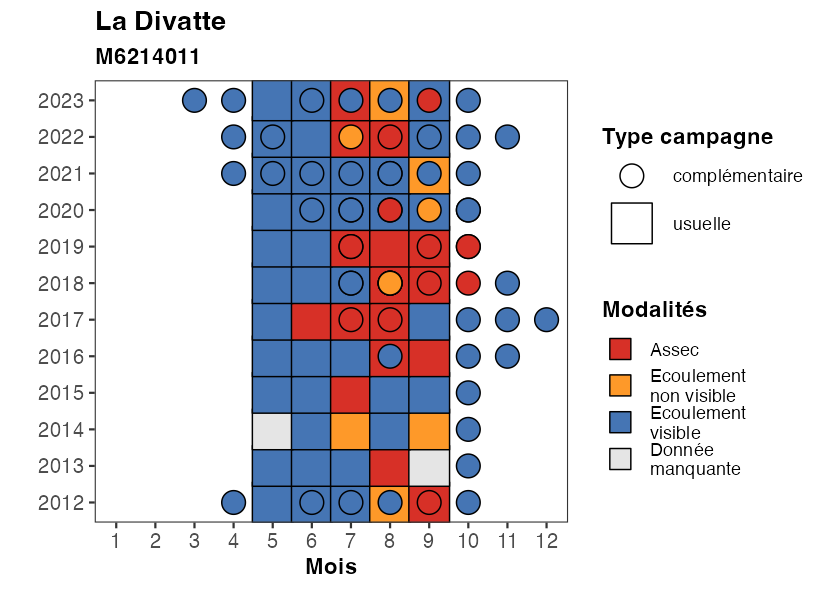 La Divatte
M6214011
2023
2022
2021
2020
2019
2018
2017
2016
2015
2014
2013
2012
1 2 3 4 5 6 7 8 9 10 11 12
Mois
Type campagne
complémentaire
usuelle
Modalités
Assec
Ecoulement
non visible
Ecoulement
visible
Donnée
manquante